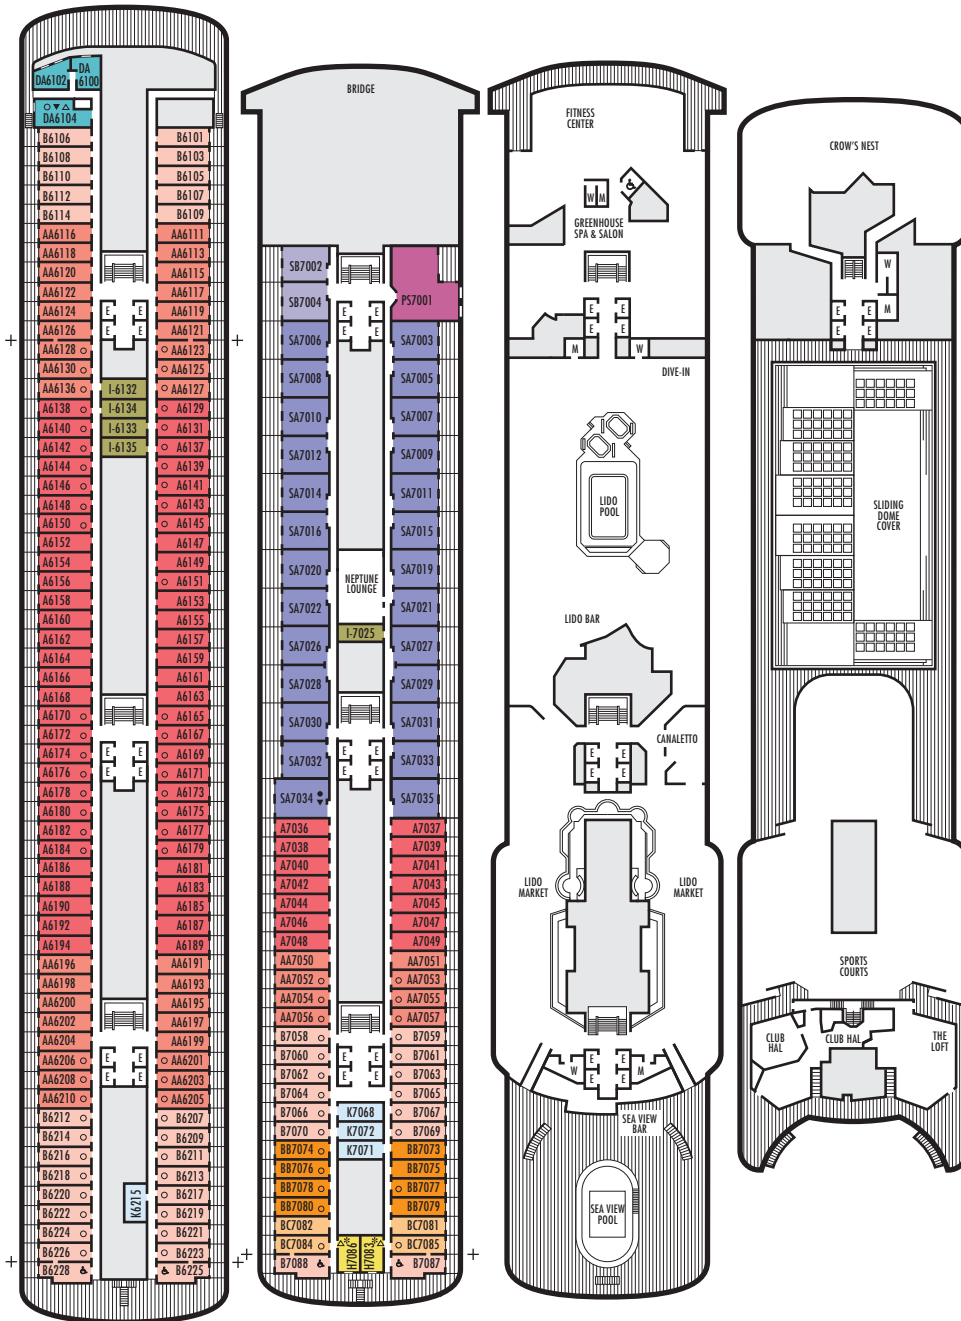 DA6102
DA
6100
DA6104
B6106
B6108
B6110
B6112
B6114
AA6116
AA6118
AA6120
AA6122
AA6124
AA6126
AA6128
AA6130
AA6136
A6138
A6140
A6142
A6144
A6146
A6148
A6150
A6152
A6154
A6156
A6158
A6160
A6162
A6164
A6166
A6168
A6170
A6172
A6174
A6176
A6178
A6180
A6182
A6184
A6186
A6188
A6190
A6192
A6194
AA6196
AA6198
AA6200
AA6202
AA6204
AA6206
AA6208
AA6210
B6212
B6214
B6216
B6218
B6220
B6222
B6224
B6226
B6228
E E
E E
I-6132
I-6134
I-6133
I-6135
E E
E E
E E
E E
K6215
B6101
B6103
B6105
B6107
B6109
AA6111
AA6113
AA6115
AA6117
AA6119
AA6121
AA6123
AA6125
AA6127
A6129
A6131
A6137
A6139
A6141
A6143
A6145
A6147
A6149
A6151
A6153
A6155
A6157
A6159
A6161
A6163
A6165
A6167
A6169
A6171
A6173
A6175
A6177
A6179
A6181
A6183
A6185
A6187
A6189
AA6191
AA6193
AA6195
AA6197
AA6199
AA6201
AA6203
AA6205
B6207
B6209
B6211
B6213
B6217
B6219
B6221
B6223
B6225
BRIDGE
SB7002
SB7004
SA7006
SA7008
SA7010
SA7012
SA7014
SA7016
SA7020
SA7022
SA7026
SA7028
SA7030
SA7032
SA7034
A7036
A7038
A7040
A7042
A7044
A7046
A7048
AA7050
AA7052
AA7054
AA7056
B7058
B7060
B7062
B7064
B7066
B7070
BB7074
BB7076
BB7078
BB7080
BC7082
BC7084
B7088
E E
E E
NEPTUNE
LOUNGE
I-7025
E E
E E
E E
E E
K7068
K7072
K7071
H7086
H7083
PS7001
SA7003
SA7005
SA7007
SA7009
SA7011
SA7015
SA7019
SA7021
SA7027
SA7029
SA7031
SA7033
SA7035
A7037
A7039
A7041
A7043
A7045
A7047
A7049
AA7051
AA7053
AA7055
AA7057
B7059
B7061
B7063
B7065
B7067
B7069
BB7073
BB7075
BB7077
BB7079
BC7081
BC7085
B7087
FITNESS
CENTER
W M
GREENHOUSE
SPA & SALON
E E
E E
M W
DIVE-IN
LIDO
POOL
LIDO BAR
CANALETTO
E E
E E
LIDO
MARKET
LIDO
MARKET
E E
W E E M
SEA VIEW
BAR
SEA VIEW
POOL
CROW'S NEST
W
M
E E
E E
SLIDING
DOME
COVER
SPORTS
COURTS
CLUB
HAL
CLUB HAL
THE
LOFT